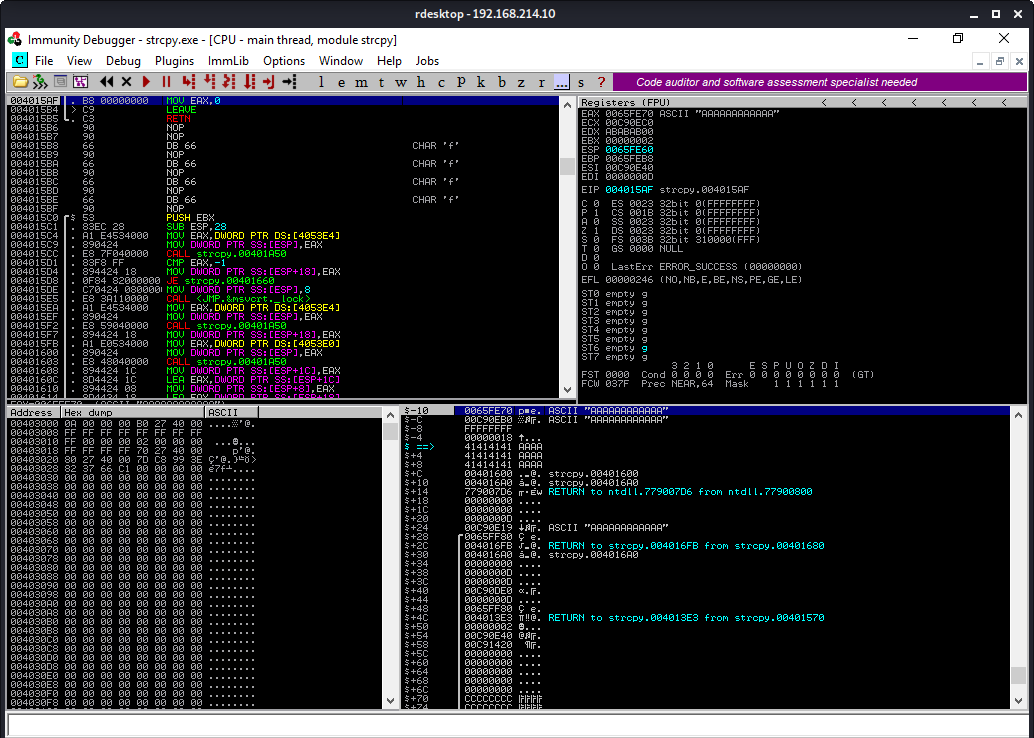 rdesktop - 192.168.214.10
Immunity Debugger - strcpy.exe - [CPU - main thread, module strcpy]
C File View Debug Plugins ImmLib Options Window Help Jobs
l e m t w h c P k b z r ... s ? Code auditor and software assessment specialist needed
004015AF . B8 00000000 MOV EAX,0
004015B4 > C9 LEAVE
004015B5 . C3 RETN
004015B6 90 NOP
004015B7 90 NOP
004015B8 66 DB 66 CHAR 'f'
004015B9 90 NOP
004015BA 66 DB 66 CHAR 'f'
004015BB 90 NOP
004015BC 66 DB 66 CHAR 'f'
004015BD 90 NOP
004015BE 66 DB 66 CHAR 'f'
004015BF 90 NOP
004015C0 $ 53 PUSH EBX
004015C1 . 83EC 28 SUB ESP,28
004015C4 . A1 E4534000 MOV EAX,DWORD PTR DS:[4053E4]
004015C9 . 890424 MOV DWORD PTR SS:[ESP],EAX
004015CC . E8 7F040000 CALL strcpy.00401A50
004015D1 . 83F8 FF CMP EAX,-1
004015D4 . 894424 18 MOV DWORD PTR SS:[ESP+18],EAX
004015D8 . 0F84 82000000 JE strcpy.00401660
004015DE . C70424 0800000 MOV DWORD PTR SS:[ESP],8
004015E5 . E8 3A110000 CALL <JMP.&msvcrt._lock>
004015EA . A1 E4534000 MOV EAX,DWORD PTR DS:[4053E4]
004015EF . 890424 MOV DWORD PTR SS:[ESP],EAX
004015F2 . E8 59040000 CALL strcpy.00401A50
004015F7 . 894424 18 MOV DWORD PTR SS:[ESP+18],EAX
004015FB . A1 E0534000 MOV EAX,DWORD PTR DS:[4053E0]
00401600 . 890424 MOV DWORD PTR SS:[ESP],EAX
00401603 . E8 48040000 CALL strcpy.00401A50
00401608 . 894424 1C MOV DWORD PTR SS:[ESP+1C],EAX
0040160C . 8D4424 1C LEA EAX,DWORD PTR SS:[ESP+1C]
00401610 . 894424 08 MOV DWORD PTR SS:[ESP+8],EAX
00401614 . 8D4424 18 LEA EAX,DWORD PTR SS:[ESP+18]
Registers (FPU) < < < < < < <
EAX 0065FE70 ASCII "AAAAAAAAAAAA"
ECX 00C90EC0
EDX ABABAB00
EBX 00000002
ESP 0065FE60
EBP 0065FEB8
ESI 00C90E40
EDI 0000000D
EIP 004015AF strcpy.004015AF
C 0 ES 0023 32bit 0(FFFFFFFF)
P 1 CS 001B 32bit 0(FFFFFFFF)
A 0 SS 0023 32bit 0(FFFFFFFF)
Z 1 DS 0023 32bit 0(FFFFFFFF)
S 0 FS 003B 32bit 310000(FFF)
T 0 GS 0000 NULL
D 0
O 0 LastErr ERROR_SUCCESS (00000000)
EFL 00000246 (NO,NB,E,BE,NS,PE,GE,LE)
ST0 empty g
ST1 empty g
ST2 empty g
ST3 empty g
ST4 empty g
ST5 empty g
ST6 empty g
ST7 empty g
3 2 1 0 E S P U O Z D I
FST 0000 Cond 0 0 0 0 Err 0 0 0 0 0 0 0 0 (GT)
FCW 037F Prec NEAR,64 Mask 1 1 1 1 1 1
Address Hex dump ASCII
00403000 0A 00 00 00 B0 27 40 00
00403008 FF FF FF FF FF FF FF FF
00403010 FF 00 00 00 02 00 00 00
00403018 FF FF FF FF 70 27 40 00
00403020 80 27 40 00 7D C8 99 3E
00403028 82 37 66 C1 00 00 00 00
00403030 00 00 00 00 00 00 00 00 ........
00403038 00 00 00 00 00 00 00 00 ........
00403040 00 00 00 00 00 00 00 00 ........
00403048 00 00 00 00 00 00 00 00 ........
00403050 00 00 00 00 00 00 00 00 ........
00403058 00 00 00 00 00 00 00 00 ........
00403060 00 00 00 00 00 00 00 00 ........
00403068 00 00 00 00 00 00 00 00 ........
00403070 00 00 00 00 00 00 00 00 ........
00403078 00 00 00 00 00 00 00 00 ........
00403080 00 00 00 00 00 00 00 00 ........
00403088 00 00 00 00 00 00 00 00 ........
00403090 00 00 00 00 00 00 00 00 ........
00403098 00 00 00 00 00 00 00 00 ........
004030A0 00 00 00 00 00 00 00 00 ........
004030A8 00 00 00 00 00 00 00 00 ........
004030B0 00 00 00 00 00 00 00 00 ........
004030B8 00 00 00 00 00 00 00 00 ........
004030C0 00 00 00 00 00 00 00 00 ........
004030C8 00 00 00 00 00 00 00 00 ........
004030D0 00 00 00 00 00 00 00 00 ........
004030D8 00 00 00 00 00 00 00 00 ........
004030E0 00 00 00 00 00 00 00 00 ........
004030E8 00 00 00 00 00 00 00 00 ........
004030F0 00 00 00 00 00 00 00 00 ........
004030F8 00 00 00 00 00 00 00 00 ........
$-10 0065FE70 ASCII "AAAAAAAAAAAA"
$-C 00C90EB0 ASCII "AAAAAAAAAAAA"
$-8 FFFFFFFF
$-4 00000018
$ ==> 41414141 AAAA
$+4 41414141 AAAA
$+8 41414141 AAAA
$+C 00401600 strcpy.00401600
$+10 004016A0 strcpy.004016A0
$+14 779007D6 RETURN to ntdll.779007D6 from ntdll.77900800
$+18 00000000 ....
$+1C 00000000 ....
$+20 0000000D ....
$+24 00C90E19 ASCII "AAAAAAAAAAAA"
$+28 0065FF80
$+2C 004016FB RETURN to strcpy.004016FB from strcpy.00401680
$+30 004016A0 strcpy.004016A0
$+34 00000000 ....
$+38 0000000D ....
$+3C 0000000D ....
$+40 00C90DE0
$+44 0000000D ....
$+48 0065FF80
$+4C 004013E3 RETURN to strcpy.004013E3 from strcpy.00401570
$+50 00000002
$+54 00C90E40
$+58 00C91420
$+5C 00000000 ....
$+60 00000000 ....
$+64 00000000 ....
$+68 00000000 ....
$+6C 00000000 ....
$+70 CCCCCCCC
$+74 CCCCCCCC